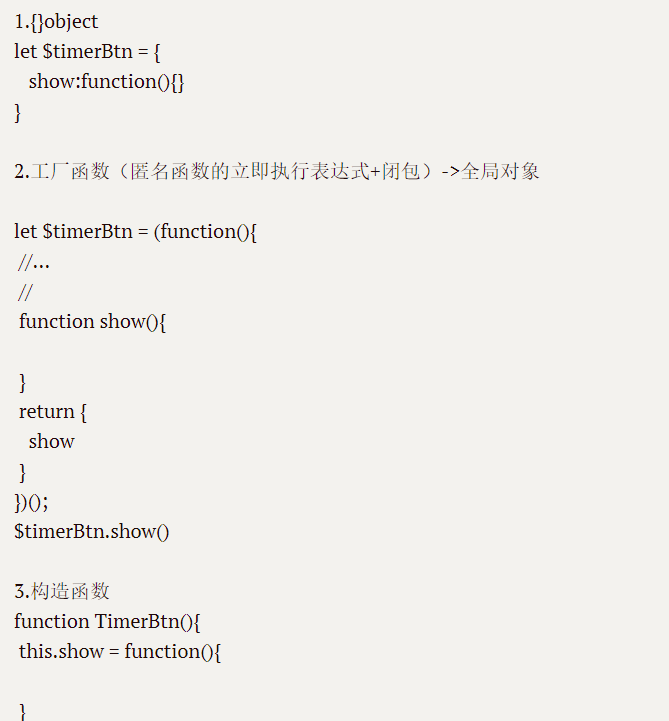 1.{}object
let $timerBtn = {
show:function(){}
}
2.工厂函数（匿名函数的立即执行表达式+闭包）->全局对象
let $timerBtn = (function(){
//...
//
function show(){
}
return {
show
}
})();
$timerBtn.show()
3.构造函数
function TimerBtn(){
this.show = function(){
}